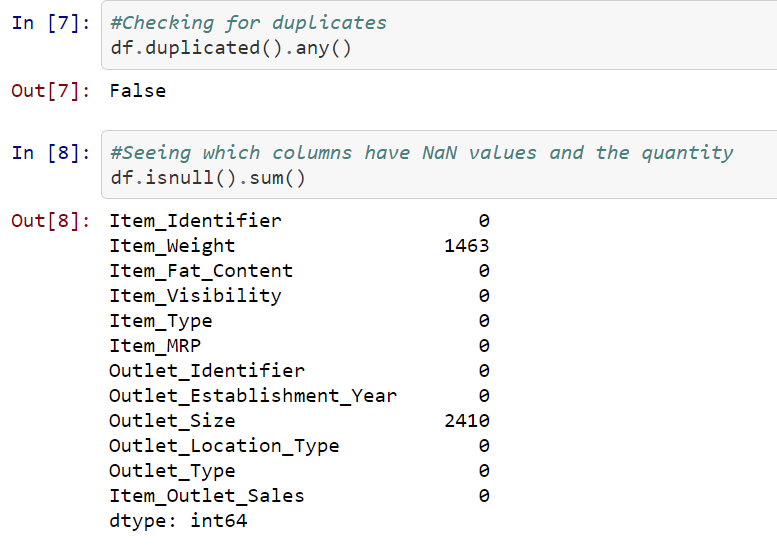 In [7]: #Checking for duplicates
df.duplicated().any()
Out[7]: False
In [8]: #Seeing which columns have NaN values and the quantity
df.isnull().sum()
Out[8]: Item_Identifier 0
Item_Weight 1463
Item_Fat_Content 0
Item_Visibility 0
Item_Type 0
Item_MRP 0
Outlet_Identifier 0
Outlet_Establishment_Year 0
Outlet_Size 2410
Outlet_Location_Type 0
Outlet_Type 0
Item_Outlet_Sales 0
dtype: int64